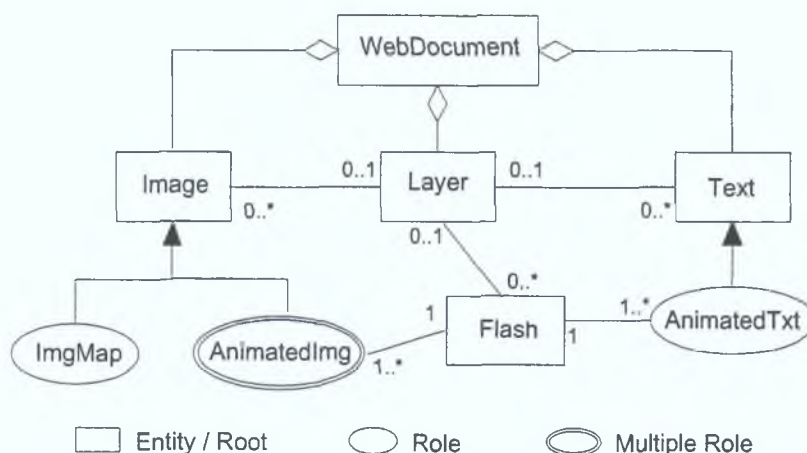 WebDocument
Image
0..1
Layer
0..1
Text
0..*
0..*
0..1
0..*
ImgMap
AnimatedImg
1
1..*
Flash
1
1..*
AnimatedTxt
Entity / Root
Role
Multiple Role